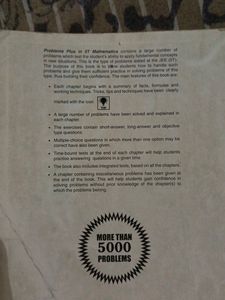 Problems Plus in IIT Mathematics contains a large number of
problems which test the student's ability to apply fundamental concepts
in new situations. This is the type of problems asked at the JEE (IIT).
The purpose of this book is to show students how to handle such
problems and give them sufficient practice in solving problems of this
type, thus building their confidence. The main features of this book are:
• Each chapter begins with a summary of facts, formulae and
working techniques. Tricks, tips and techniques have been clearly
marked with the icon
• A large number of problems have been solved and explained in
each chapter.
• The exercises contain short-answer, long-answer and objective
type questions.
• Multiple-choice questions in which more than one option may be
correct have also been given.
• Time-bound tests at the end of each chapter will help students
practise answering questions in a given time.
• The book also includes integrated tests, based on all the chapters.
• A chapter containing miscellaneous problems has been given at
the end of the book. This will help students gain confidence in
solving problems without prior knowledge of the chapter(s) to
which the problems belong.
MORE THAN
5000
PROBLEMS